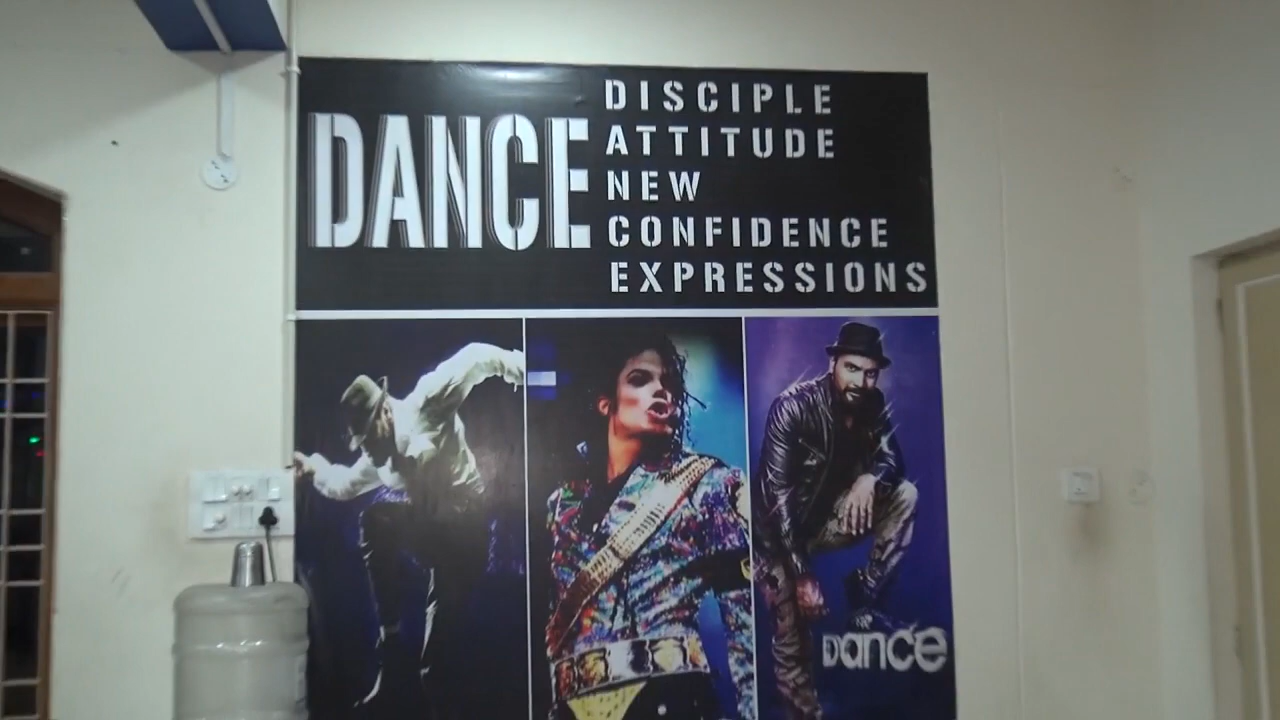 DANCE
DISCIPLE
ATTITUDE
NEW
CONFIDENCE
EXPRESSIONS
Dance